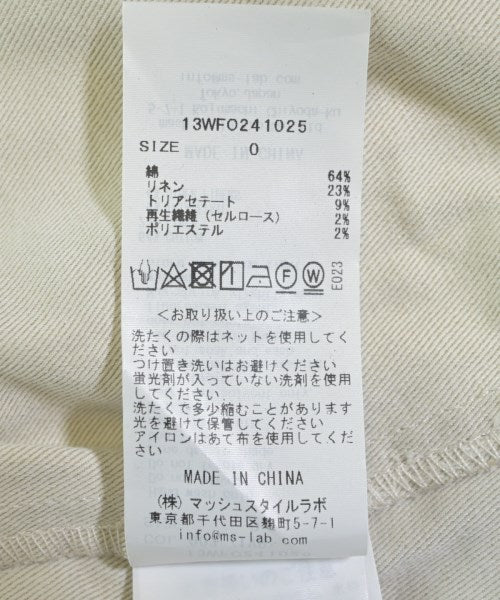 13WFO241025
SIZE 0
綿 64%
リネン 23%
トリアセテート 9%
再生繊維（セルロース） 2%
ポリエステル 2%
F W
E023
＜お取り扱い上のご注意＞
洗たくの際はネットを使用してく
ださい
つけ置き洗いはお避けください
蛍光剤が入っていない洗剤を使用
してください
洗たくで多少縮むことがあります
光を避けて保管してください
アイロンはあて布を使用してくだ
さい
MADE IN CHINA
（株）マッシュスタイルラボ
東京都千代田区麹町5-7-1
info@ms-lab.com